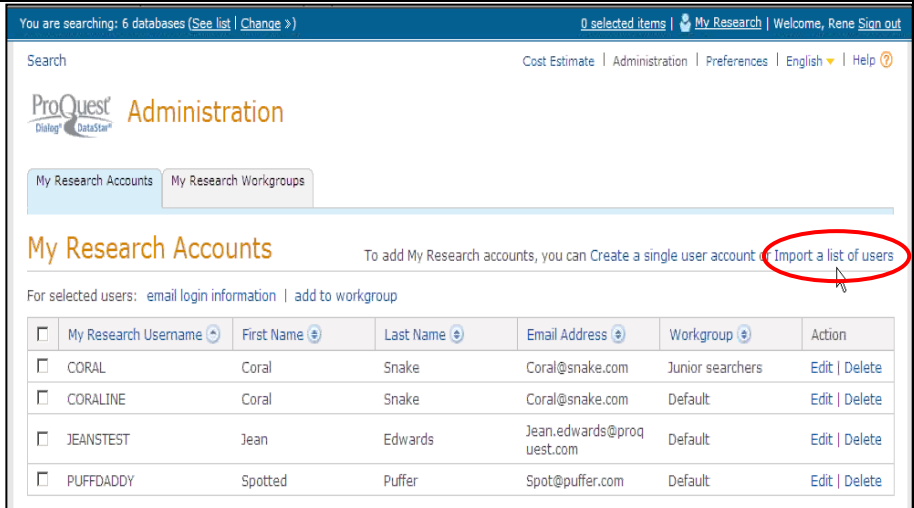 You are searching: 6 databases (See list | Change »)
0 selected items | My Research | Welcome, Rene Sign out
Search
Cost Estimate | Administration | Preferences | English | Help ?
ProQuest
Dialog® DataStar®
Administration
My Research Accounts
My Research Workgroups
My Research Accounts
To add My Research accounts, you can Create a single user account or Import a list of users
For selected users: email login information | add to workgroup
My Research Username First Name Last Name Email Address Workgroup Action
CORAL Coral Snake Coral@snake.com Junior searchers Edit | Delete
CORALINE Coral Snake Coral@snake.com Default Edit | Delete
JEANSTEST Jean Edwards Jean.edwards@proq
uest.com Default Edit | Delete
PUFFDADDY Spotted Puffer Spot@puffer.com Default Edit | Delete